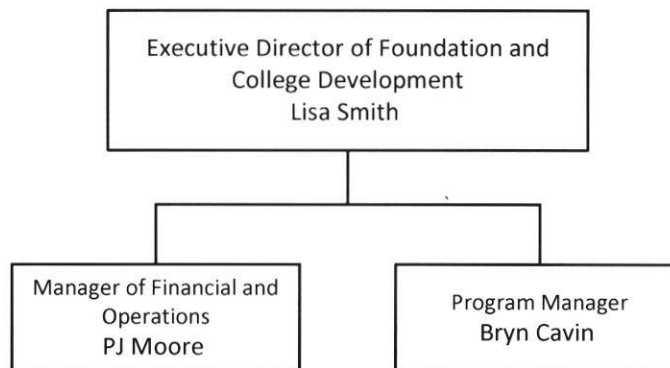 Executive Director of Foundation and
College Development
Lisa Smith
Manager of Financial and
Operations
PJ Moore
Program Manager
Bryn Cavin